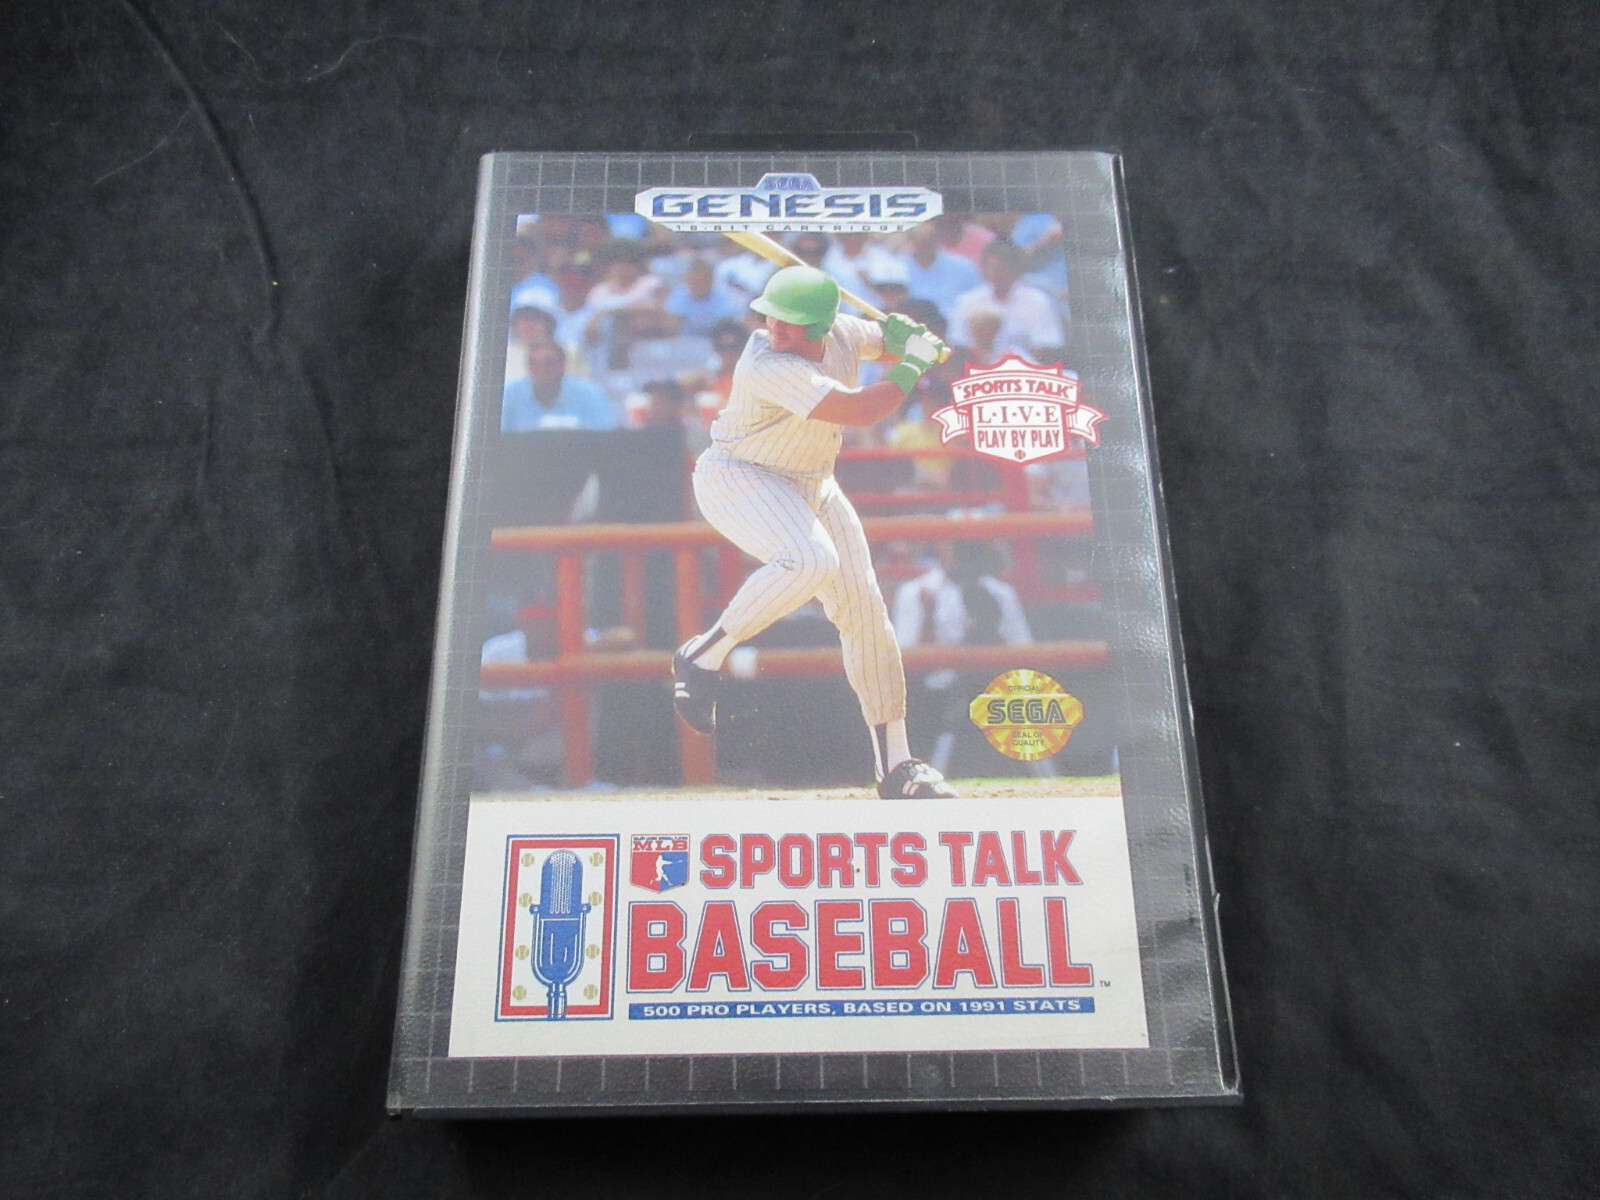 SEGA
GENESIS
16-BIT CARTRIDGE
"SPORTS TALK"
L·I·V·E
PLAY BY PLAY
OFFICIAL
SEGA
SEAL OF
QUALITY
MLB
SPORTS TALK
BASEBALL™
500 PRO PLAYERS, BASED ON 1991 STATS